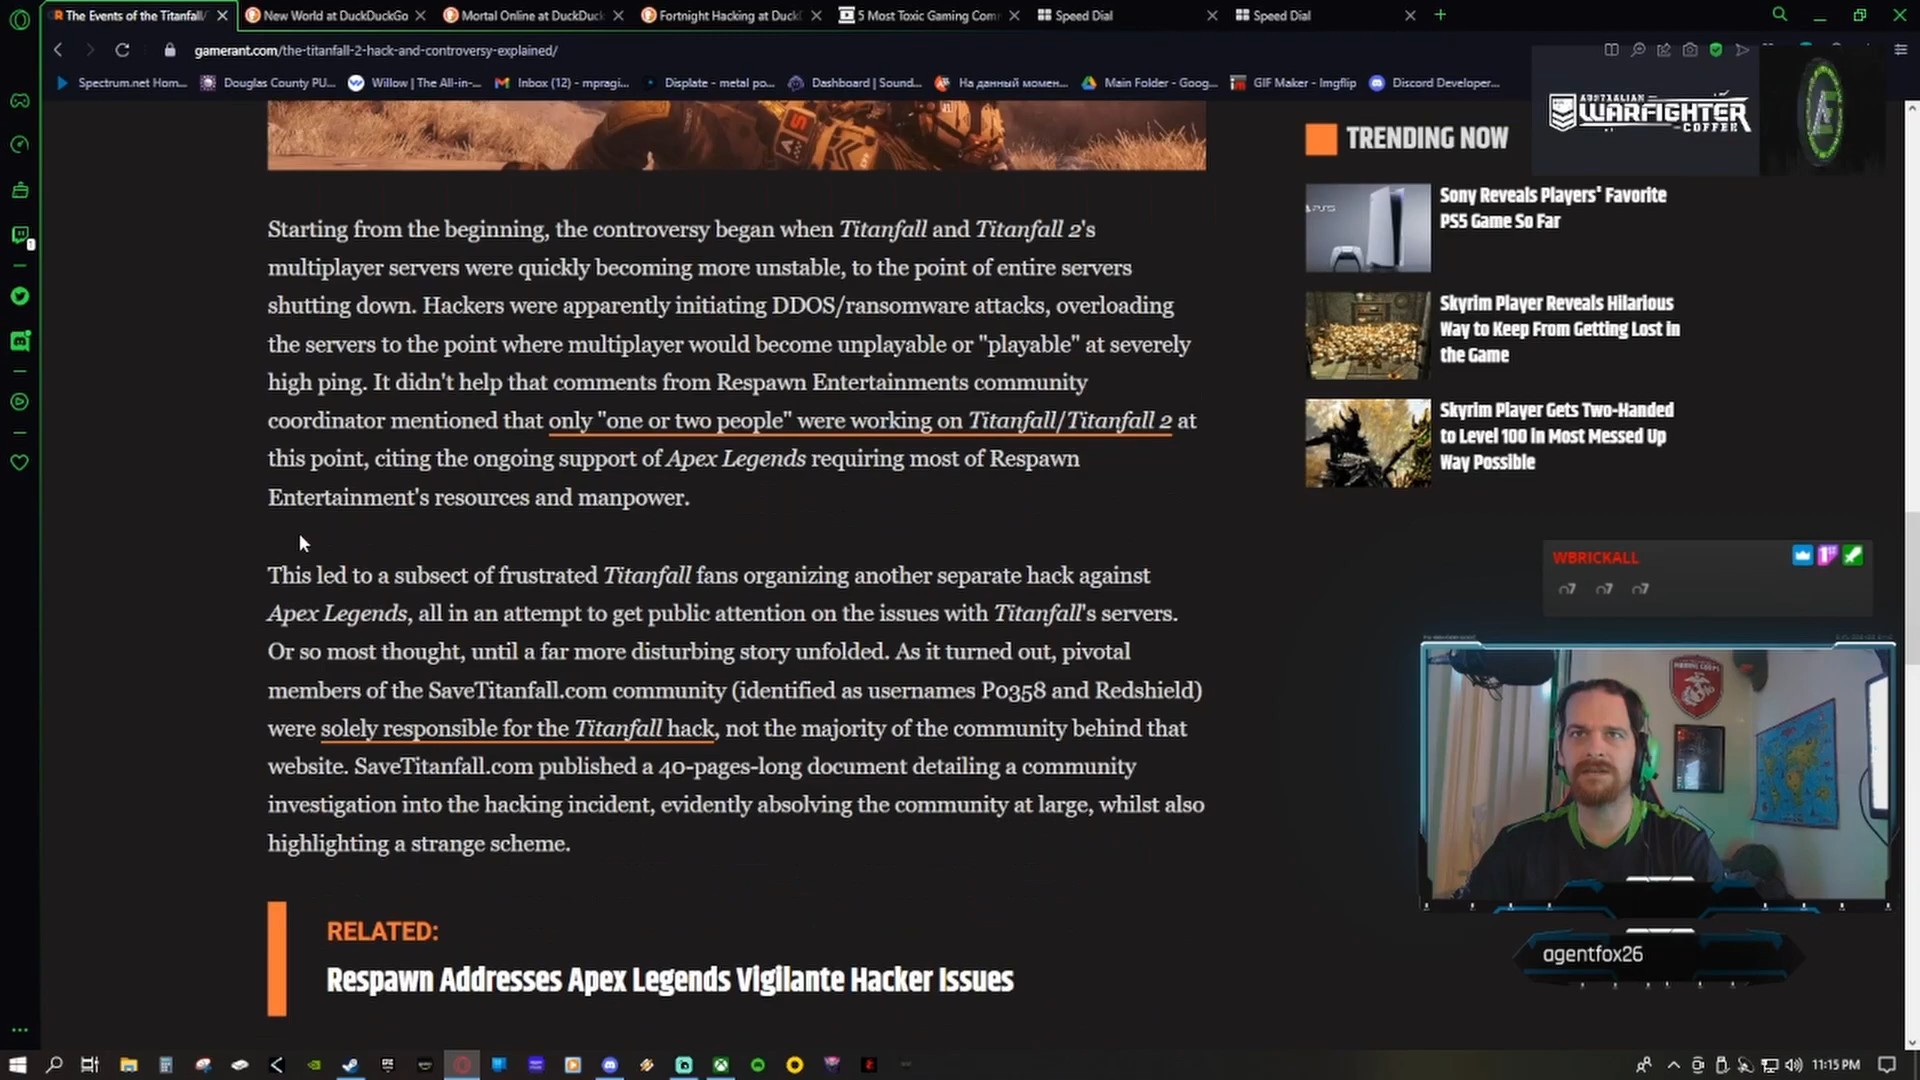 The Events of the Titanfall/
New World at DuckDuckGo
Mortal Online at DuckDuck
Fortnight Hacking at Duck
5 Most Toxic Gaming Com
Speed Dial
Speed Dial
gamerant.com/the-titanfall-2-hack-and-controversy-explained/
Spectrum.net Hom...
Douglas County PU...
Willow | The All-in-...
Inbox (12) - mpragi...
Displate - metal po...
Dashboard | Sound...
На данный момен...
Main Folder - Goog...
GIF Maker - Imgflip
Discord Developer...
AUSTRALIAN
WARFIGHTER
COFFEE
TRENDING NOW
Sony Reveals Players' Favorite
PS5 Game So Far
Skyrim Player Reveals Hilarious
Way to Keep From Getting Lost in
the Game
Skyrim Player Gets Two-Handed
to Level 100 in Most Messed Up
Way Possible
Starting from the beginning, the controversy began when Titanfall and Titanfall 2's
multiplayer servers were quickly becoming more unstable, to the point of entire servers
shutting down. Hackers were apparently initiating DDOS/ransomware attacks, overloading
the servers to the point where multiplayer would become unplayable or "playable" at severely
high ping. It didn't help that comments from Respawn Entertainments community
coordinator mentioned that only "one or two people" were working on Titanfall/Titanfall 2 at
this point, citing the ongoing support of Apex Legends requiring most of Respawn
Entertainment's resources and manpower.
This led to a subsect of frustrated Titanfall fans organizing another separate hack against
Apex Legends, all in an attempt to get public attention on the issues with Titanfall's servers.
Or so most thought, until a far more disturbing story unfolded. As it turned out, pivotal
members of the SaveTitanfall.com community (identified as usernames P0358 and Redshield)
were solely responsible for the Titanfall hack, not the majority of the community behind that
website. SaveTitanfall.com published a 40-pages-long document detailing a community
investigation into the hacking incident, evidently absolving the community at large, whilst also
highlighting a strange scheme.
RELATED:
Respawn Addresses Apex Legends Vigilante Hacker Issues
WBRICKALL
o7 o7 o7
agentfox26
11:15 PM